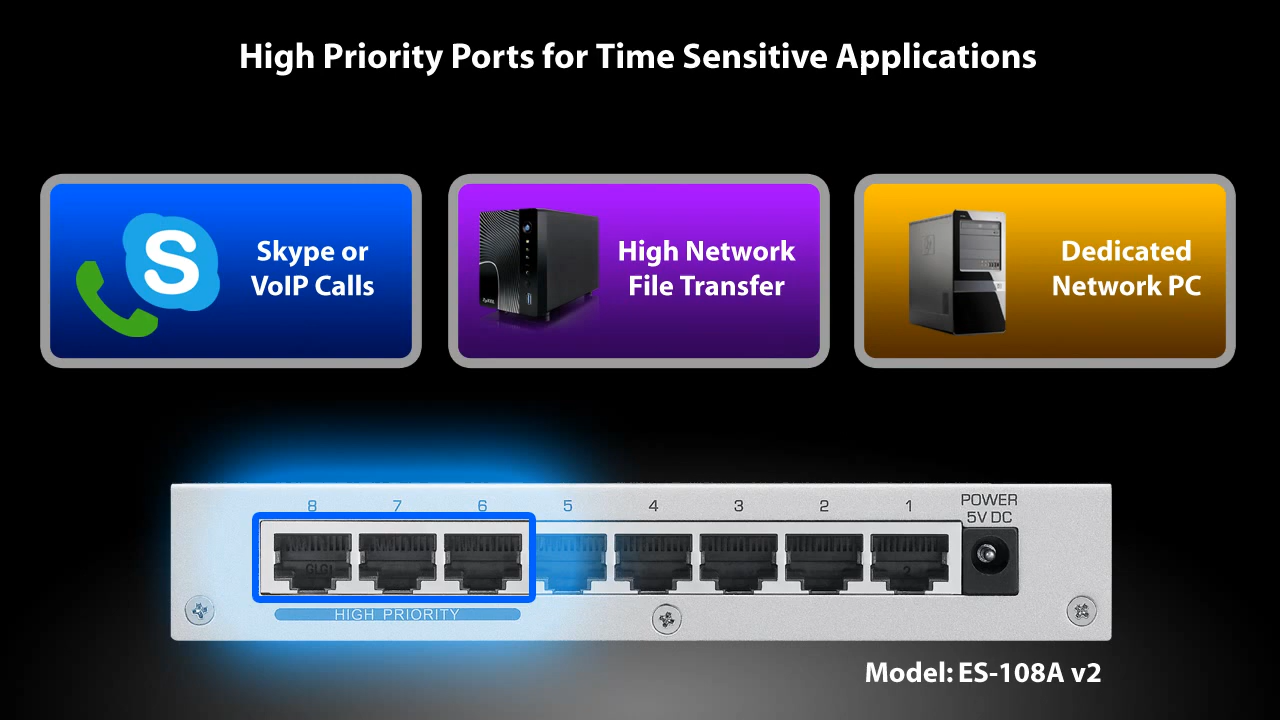 High Priority Ports for Time Sensitive Applications
S
Skype or
VoIP Calls
High Network
File Transfer
Dedicated
Network PC
8 7 6 5 4 3 2 1
POWER
5V DC
HIGH PRIORITY
Model: ES-108A v2